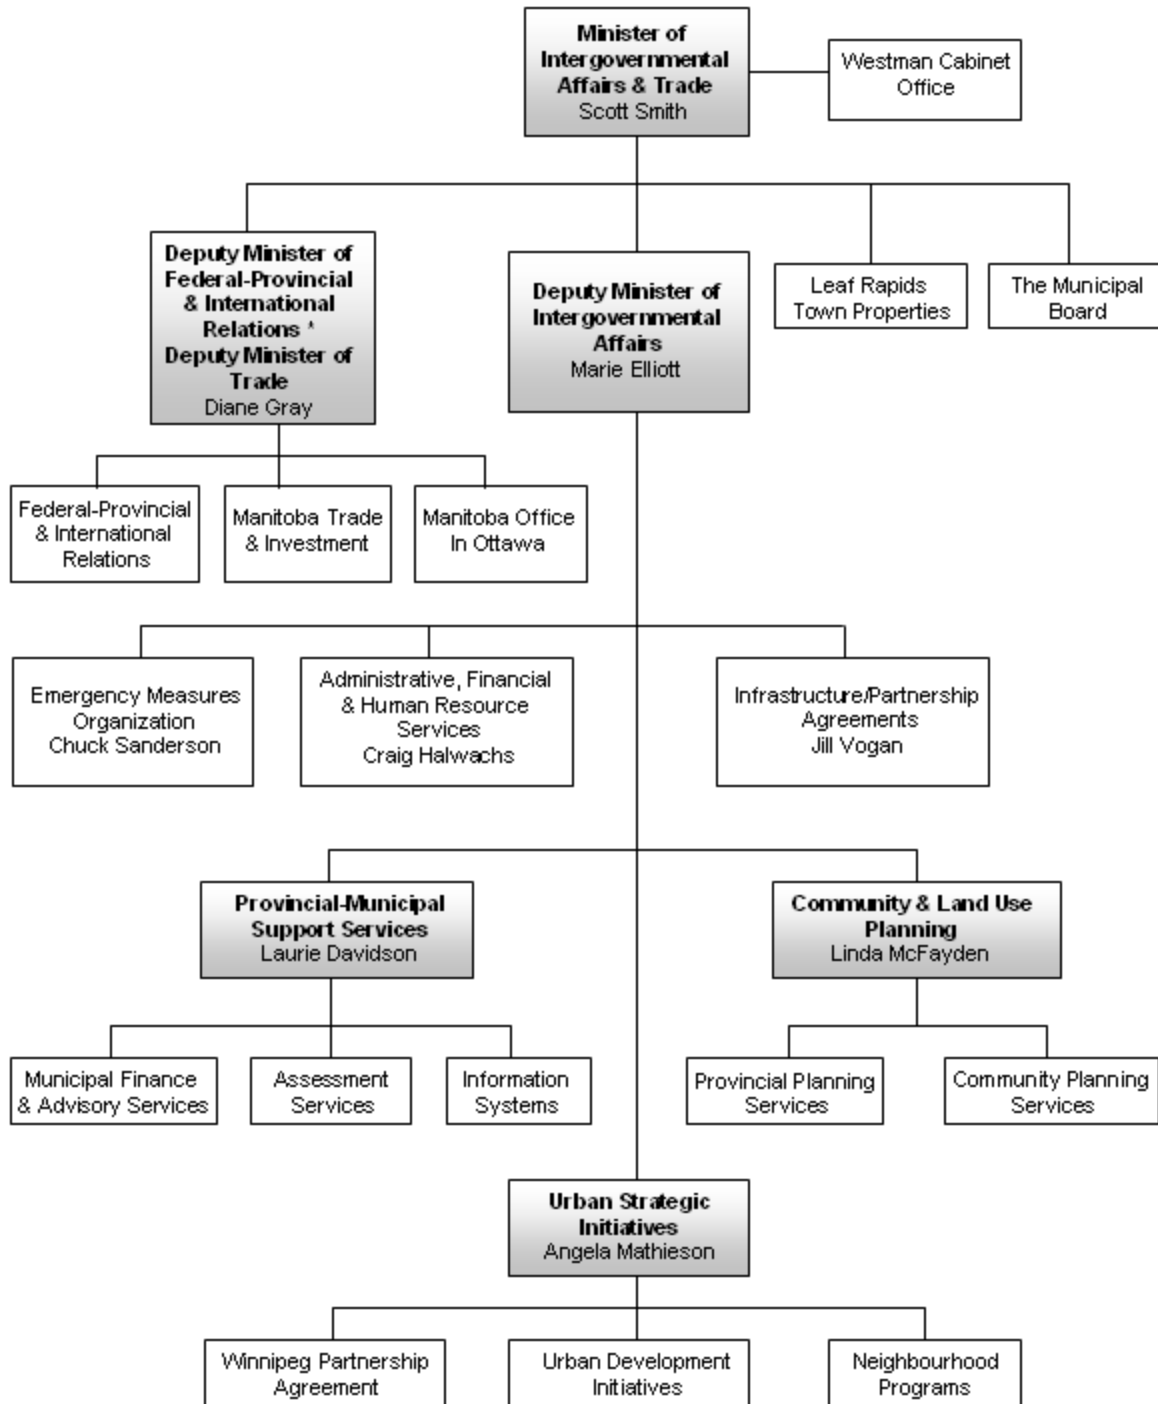 Minister of
Intergovernmental
Affairs & Trade
Scott Smith
Westman Cabinet
Office
Deputy Minister of
Federal-Provincial
& International
Relations *
Deputy Minister of
Trade
Diane Gray
Deputy Minister of
Intergovernmental
Affairs
Marie Elliott
Leaf Rapids
Town Properties
The Municipal
Board
Federal-Provincial
& International
Relations
Manitoba Trade
& Investment
Manitoba Office
In Ottawa
Emergency Measures
Organization
Chuck Sanderson
Administrative, Financial
& Human Resource
Services
Craig Halwachs
Infrastructure/Partnership
Agreements
Jill Vogan
Provincial-Municipal
Support Services
Laurie Davidson
Community & Land Use
Planning
Linda McFayden
Municipal Finance
& Advisory Services
Assessment
Services
Information
Systems
Provincial Planning
Services
Community Planning
Services
Urban Strategic
Initiatives
Angela Mathieson
Winnipeg Partnership
Agreement
Urban Development
Initiatives
Neighbourhood
Programs